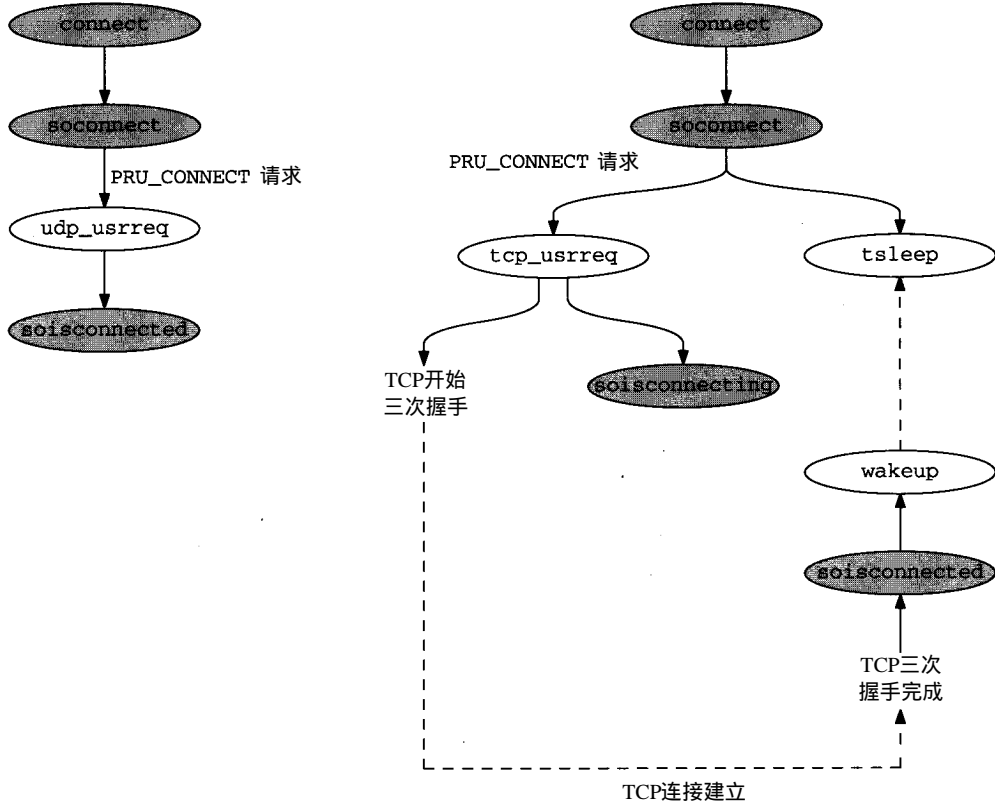 connect
soconnect
PRU_CONNECT 请求
udp_usrreq
soisconnected
connect
soconnect
PRU_CONNECT 请求
tcp_usrreq
tsleep
TCP开始
三次握手
soisconnecting
wakeup
soisconnected
TCP三次
握手完成
TCP连接建立